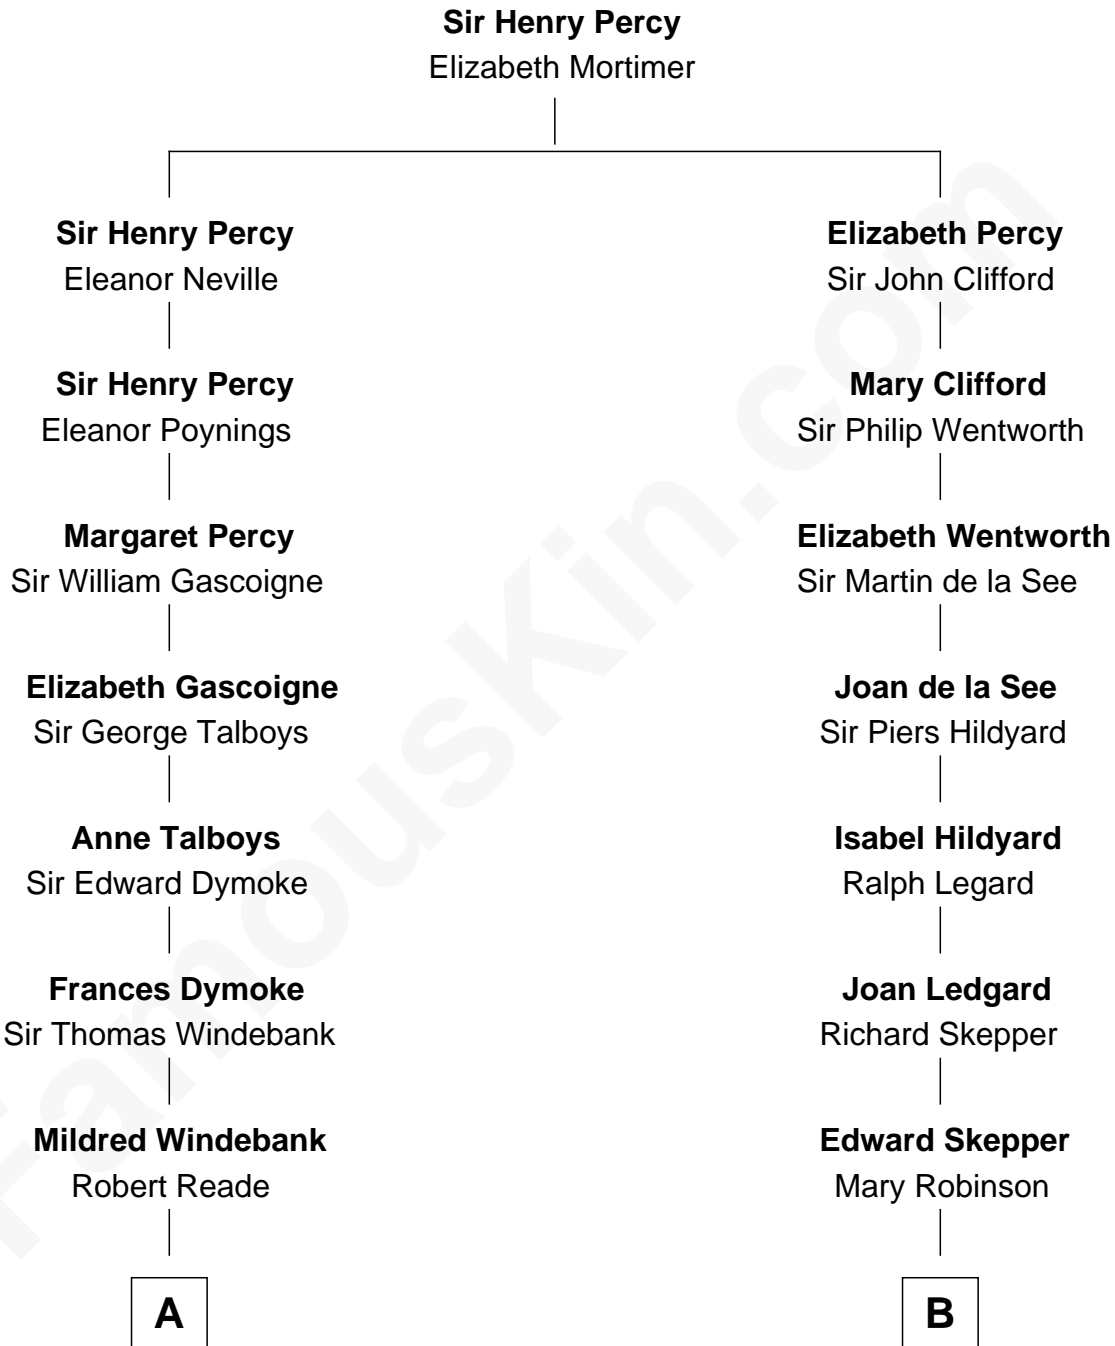 Sir Henry Percy
Elizabeth Mortimer
Sir Henry Percy
Eleanor Neville
Sir Henry Percy
Eleanor Poynings
Margaret Percy
Sir William Gascoigne
Elizabeth Gascoigne
Sir George Talboys
Anne Talboys
Sir Edward Dymoke
Frances Dymoke
Sir Thomas Windebank
Mildred Windebank
Robert Reade
A
Elizabeth Percy
Sir John Clifford
Mary Clifford
Sir Philip Wentworth
Elizabeth Wentworth
Sir Martin de la See
Joan de la See
Sir Piers Hildyard
Isabel Hildyard
Ralph Legard
Joan Ledgard
Richard Skepper
Edward Skepper
Mary Robinson
B
FamousKin.com